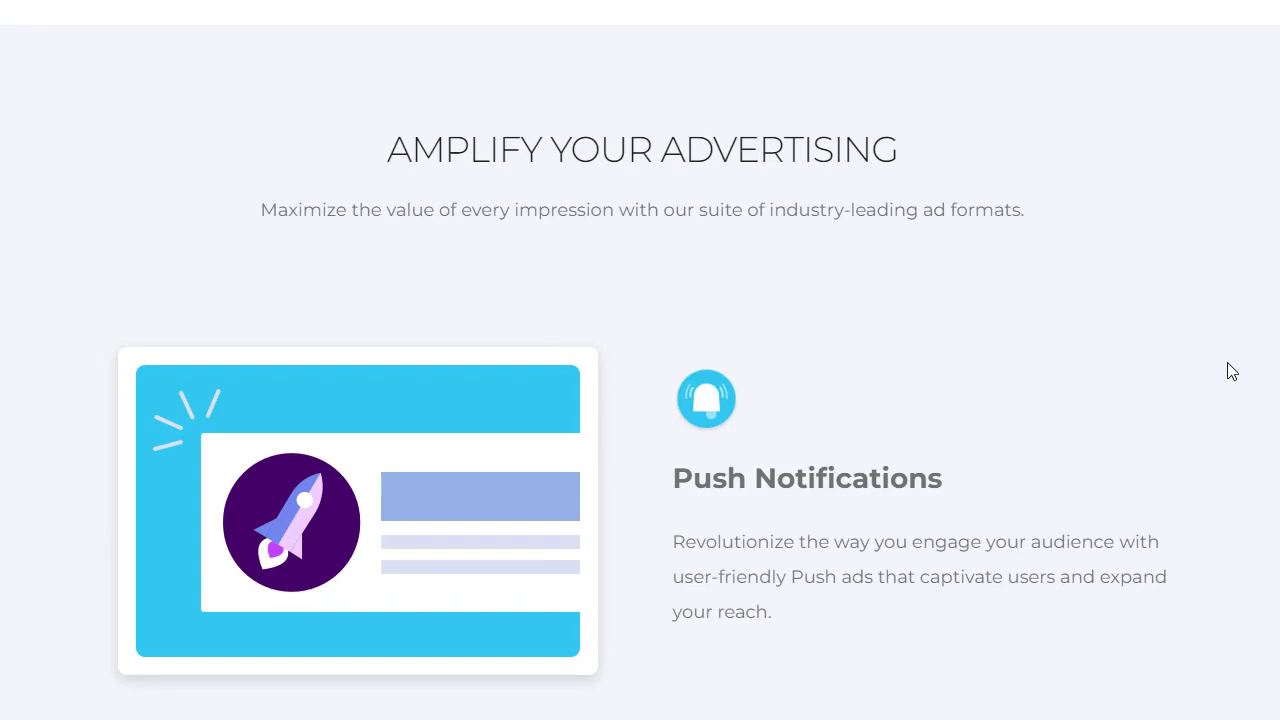 AMPLIFY YOUR ADVERTISING
Maximize the value of every impression with our suite of industry-leading ad formats.
Push Notifications
Revolutionize the way you engage your audience with
user-friendly Push ads that captivate users and expand
your reach.